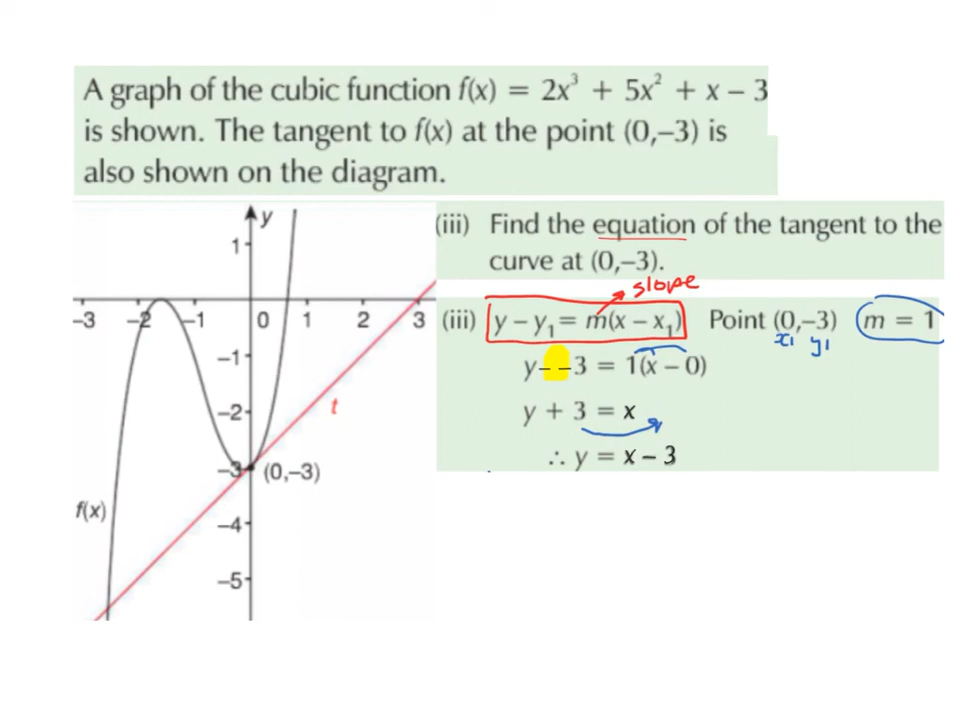 A graph of the cubic function f(x) = 2x³ + 5x² + x – 3
is shown. The tangent to f(x) at the point (0,–3) is
also shown on the diagram.
(iii) Find the equation of the tangent to the
curve at (0,–3).
slope
(iii) y – y₁ = m(x – x₁) Point (0,–3) m = 1
x₁ y₁
y– –3 = 1(x – 0)
y + 3 = x
∴ y = x – 3
y
1
–3 –2 –1 0 1 2 3
–1
–2
t
–3 (0,–3)
f(x)
–4
–5